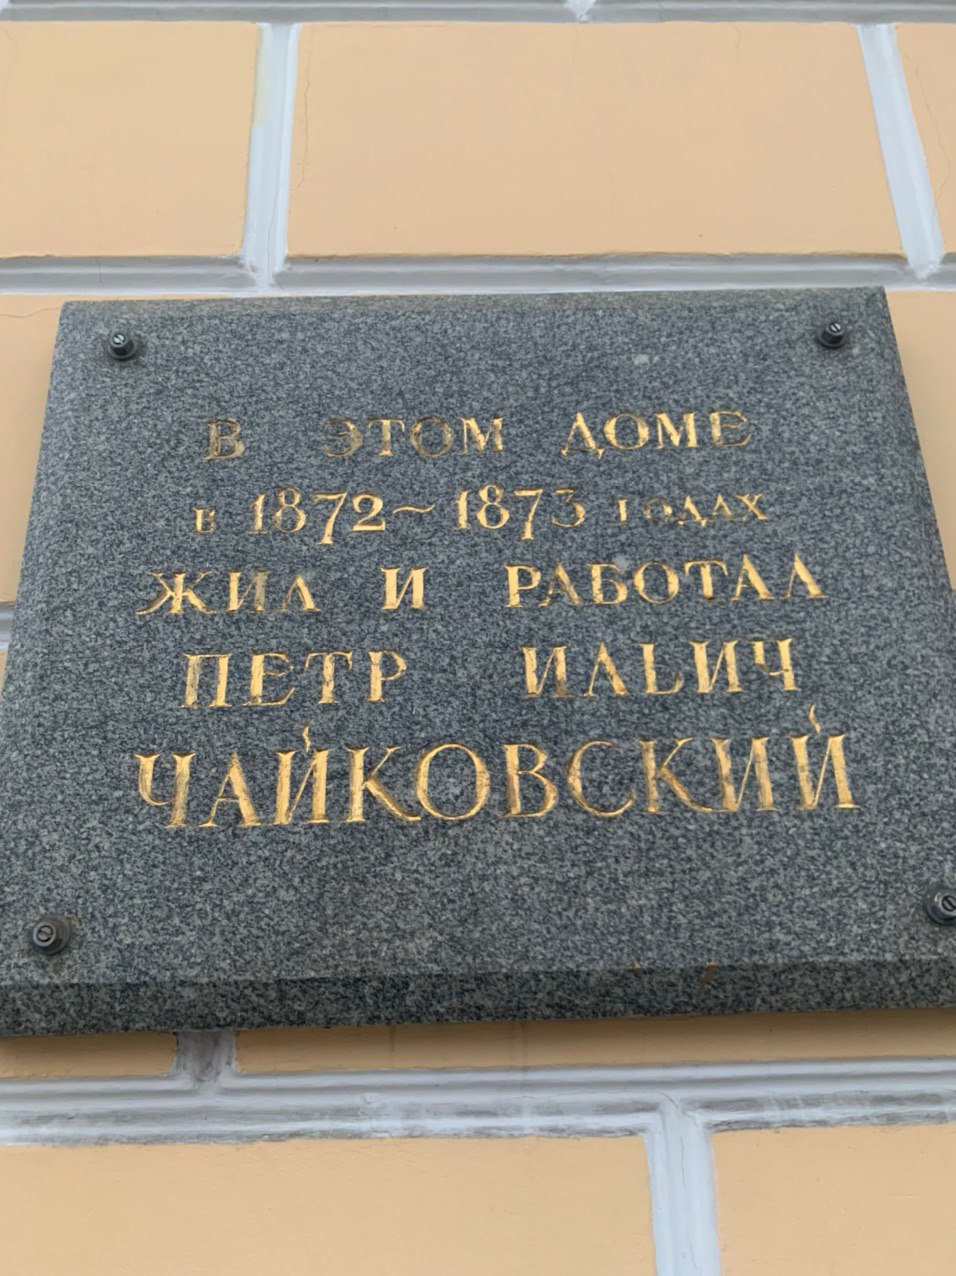 В ЭТОМ ДОМЕ
в 1872~1873 годах
ЖИЛ И РАБОТАЛ
ПЕТР ИЛЬИЧ
ЧАЙКОВСКИЙ